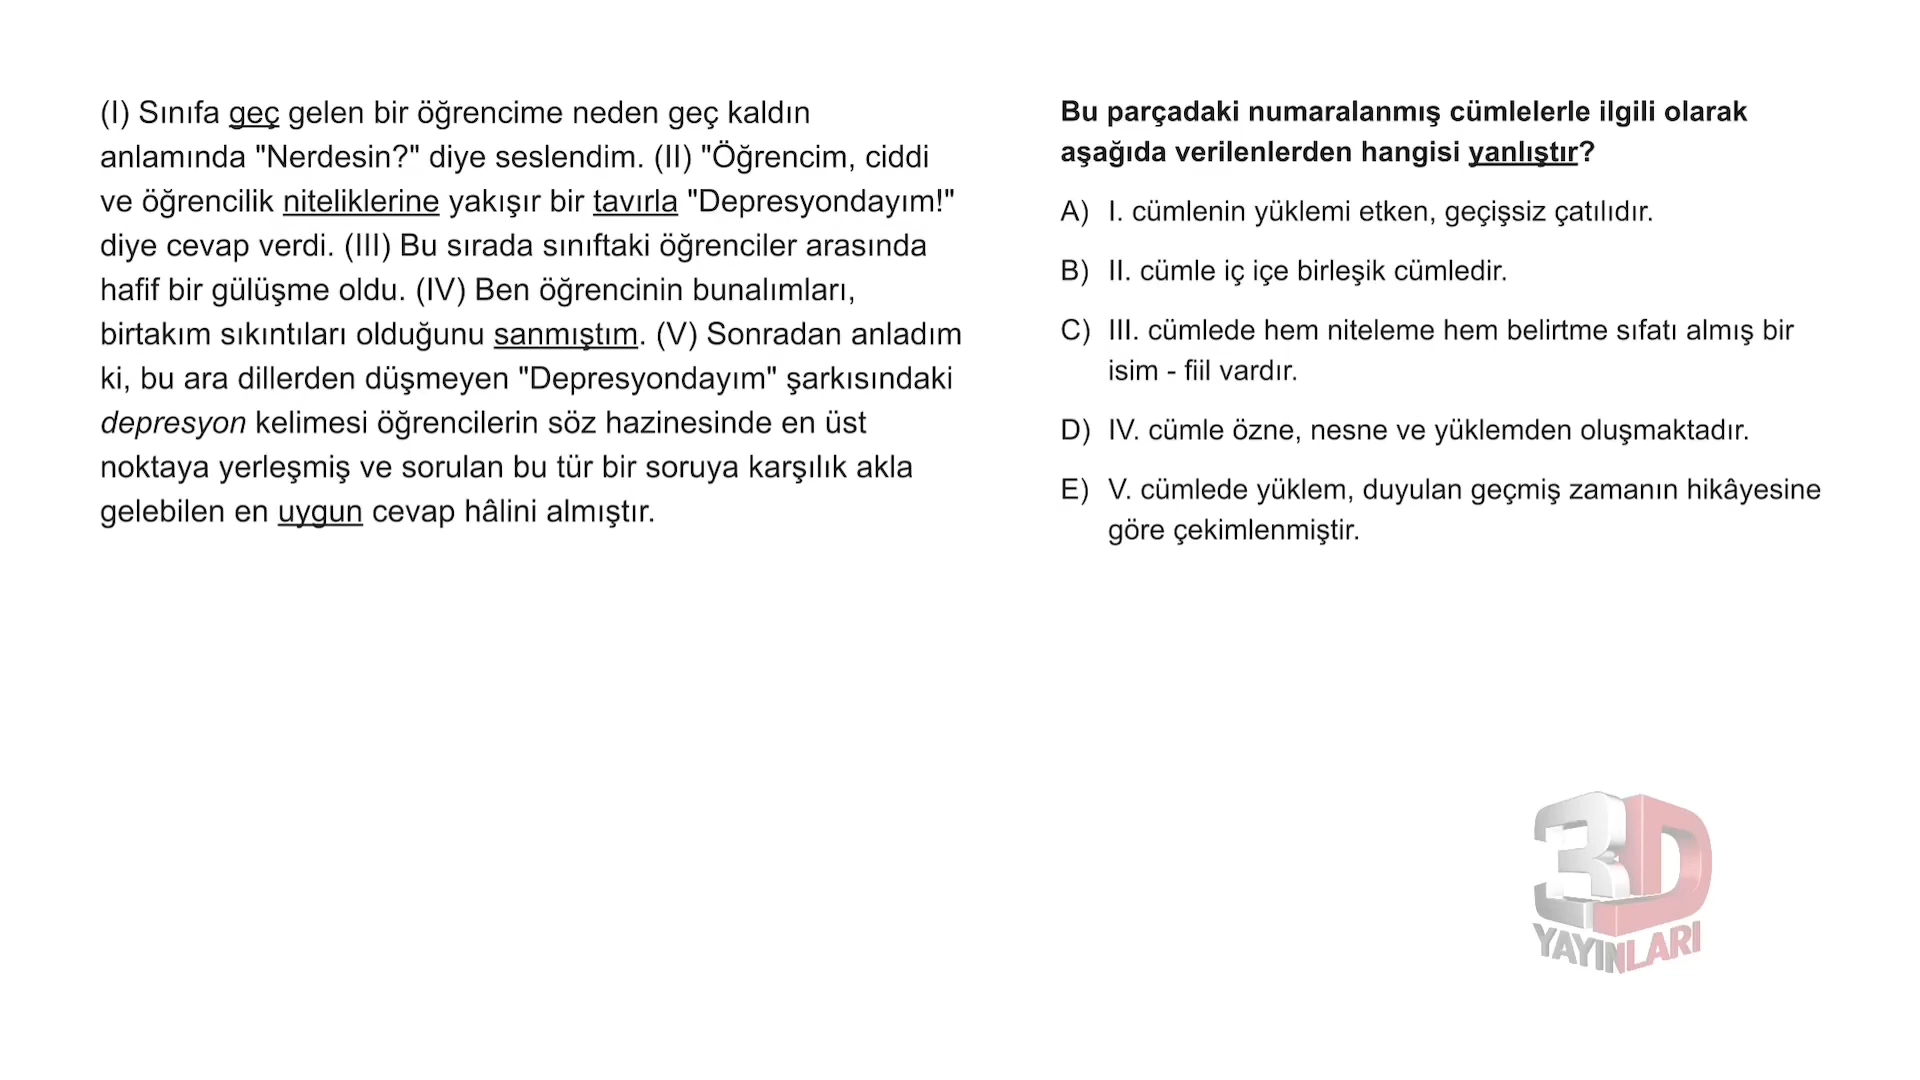 (I) Sınıfa geç gelen bir öğrencime neden geç kaldın
anlamında "Nerdesin?" diye seslendim. (II) "Öğrencim, ciddi
ve öğrencilik niteliklerine yakışır bir tavırla "Depresyondayım!"
diye cevap verdi. (III) Bu sırada sınıftaki öğrenciler arasında
hafif bir gülüşme oldu. (IV) Ben öğrencinin bunalımları,
birtakım sıkıntıları olduğunu sanmıştım. (V) Sonradan anladım
ki, bu ara dillerden düşmeyen "Depresyondayım" şarkısındaki
depresyon kelimesi öğrencilerin söz hazinesinde en üst
noktaya yerleşmiş ve sorulan bu tür bir soruya karşılık akla
gelebilen en uygun cevap hâlini almıştır.
Bu parçadaki numaralanmış cümlelerle ilgili olarak
aşağıda verilenlerden hangisi yanlıştır?
A) I. cümlenin yüklemi etken, geçişsiz çatılıdır.
B) II. cümle iç içe birleşik cümledir.
C) III. cümlede hem niteleme hem belirtme sıfatı almış bir
isim - fiil vardır.
D) IV. cümle özne, nesne ve yüklemden oluşmaktadır.
E) V. cümlede yüklem, duyulan geçmiş zamanın hikâyesine
göre çekimlenmiştir.
3D
YAYINLARI